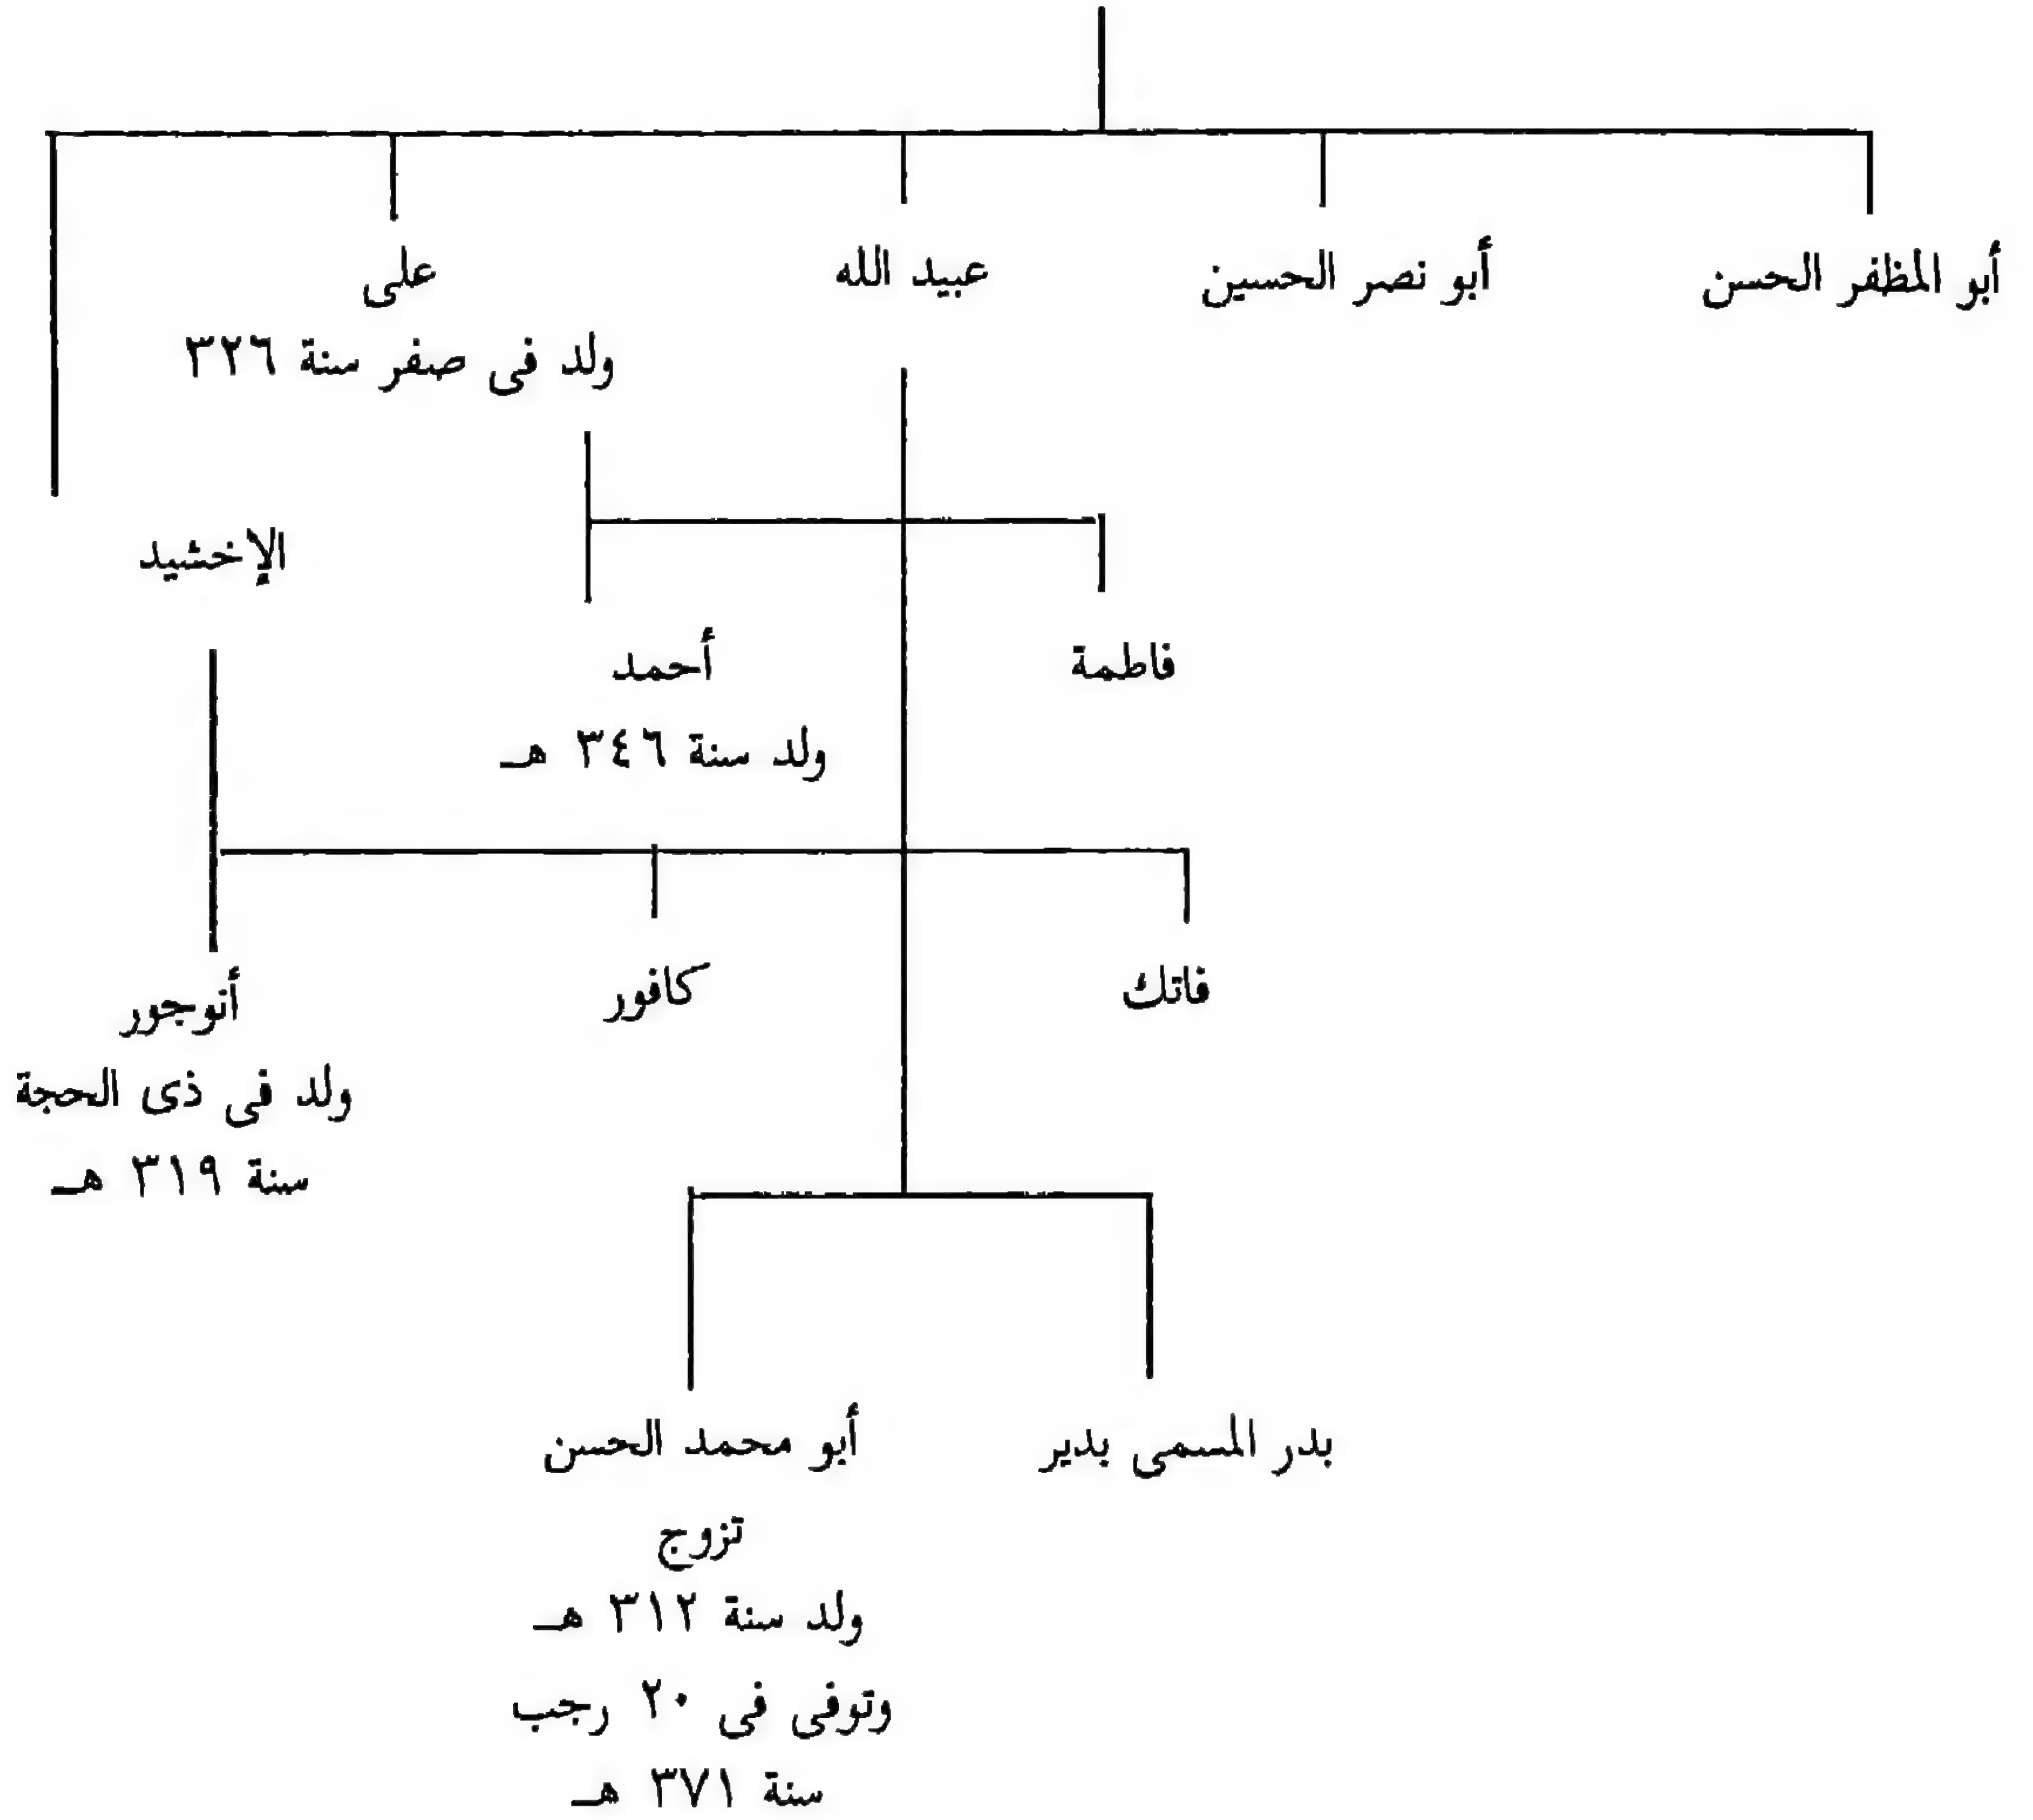 أبو المظفر الحسن
أبو نصر الحسين
عبيد الله
على
ولد فى صفر سنة ٣٢٦
الإخشيد
فاطمة
أحمد
ولد سنة ٣٤٦ هـ
فاتك
كافور
أنوجور
ولد فى ذى الحجة
سنة ٣١٩ هـ
بدر المسمى بدير
أبو محمد الحسن
تزوج
ولد سنة ٣١٢ هـ
وتوفى فى ٢٠ رجب
سنة ٣٧١ هـ